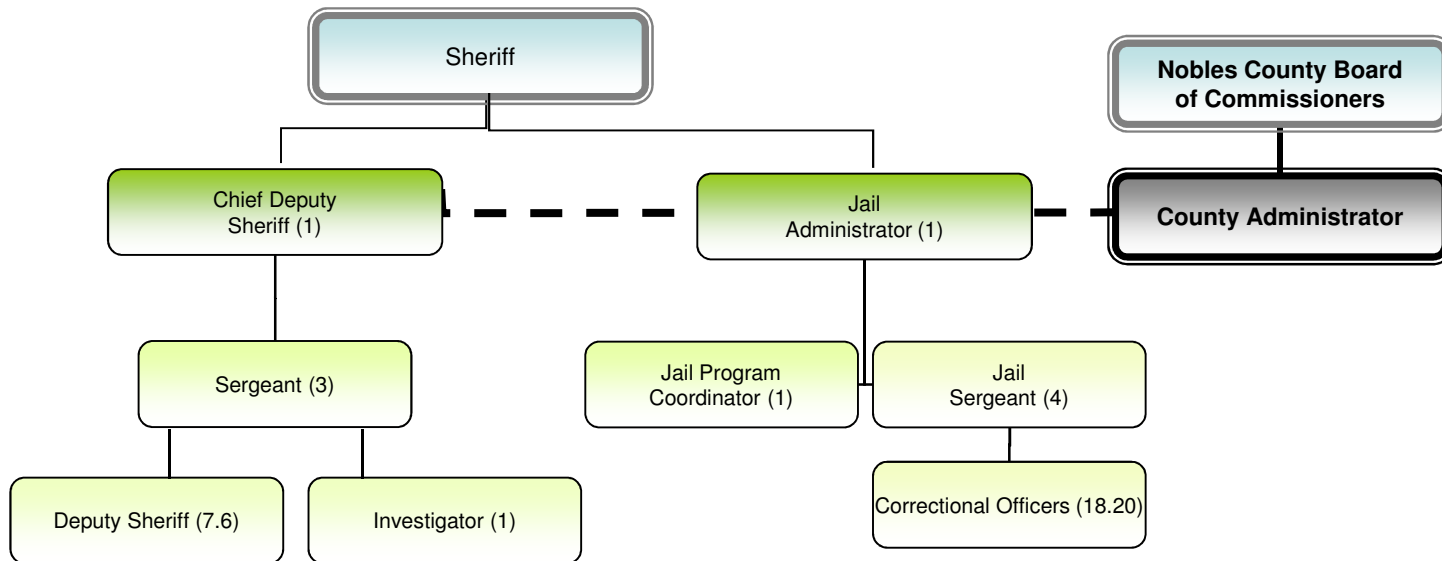 Sheriff
Nobles County Board
of Commissioners
Chief Deputy
Sheriff (1)
Jail
Administrator (1)
County Administrator
Sergeant (3)
Jail Program
Coordinator (1)
Jail
Sergeant (4)
Deputy Sheriff (7.6)
Investigator (1)
Correctional Officers (18.20)